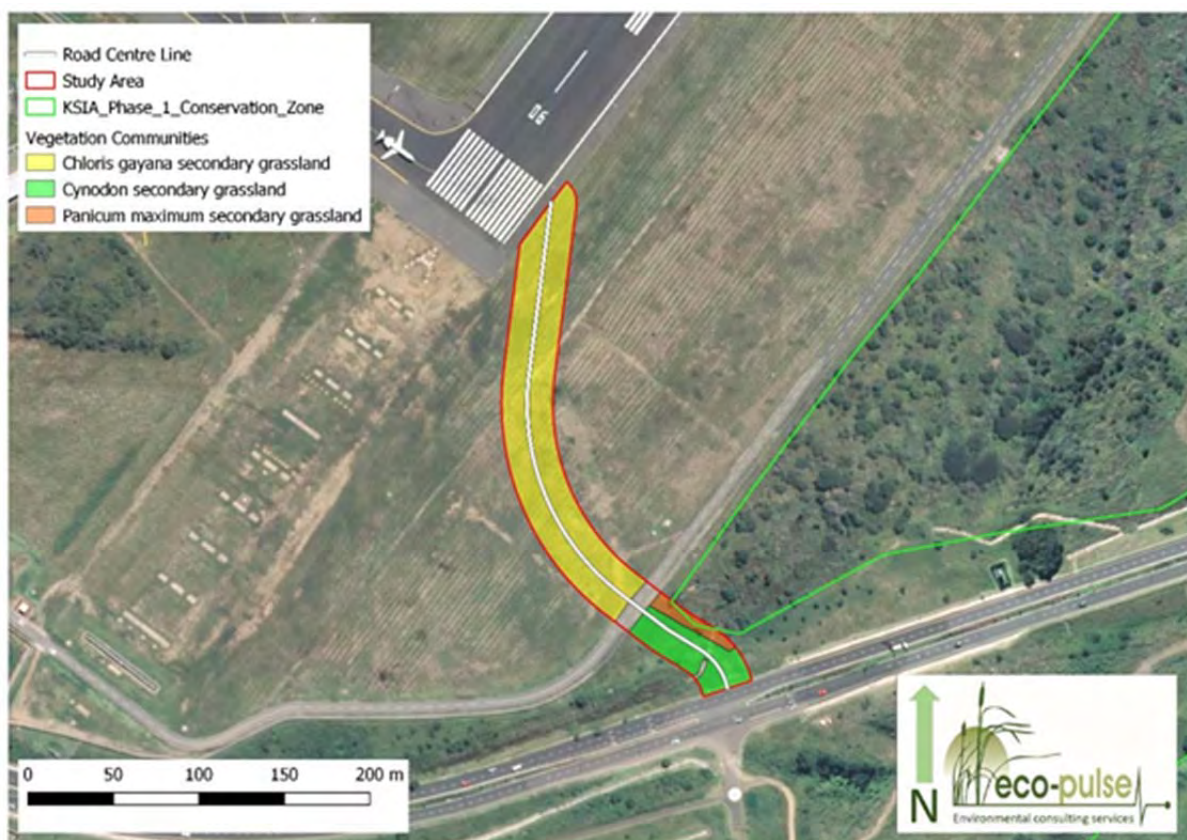 Road Centre Line
Study Area
KSIA_Phase_1_Conservation_Zone
Vegetation Communities
Chloris gayana secondary grassland
Cynodon secondary grassland
Panicum maximum secondary grassland
06
0 50 100 150 200 m
N
eco-pulse
Environmental consulting services